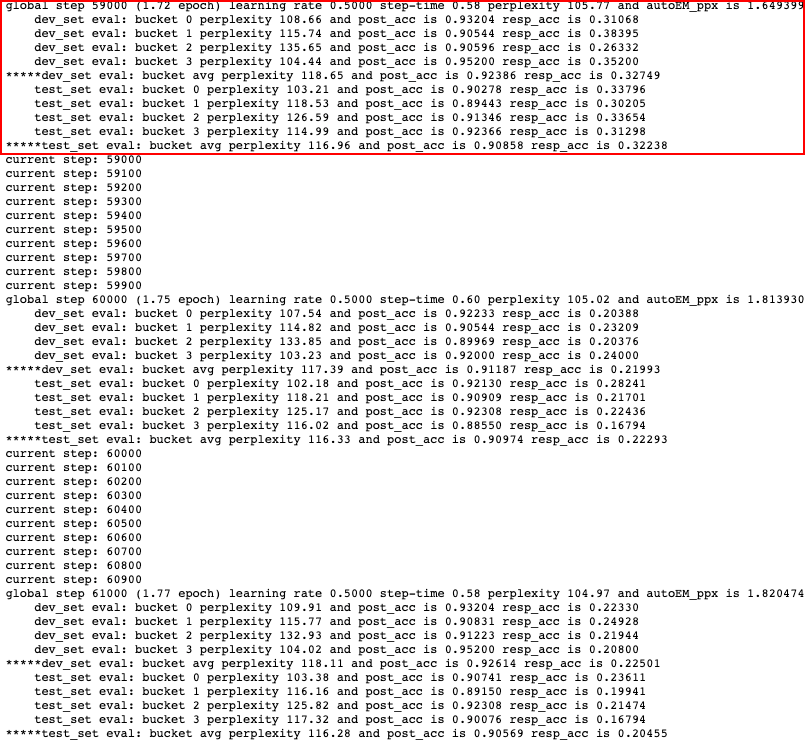 global step 59000 (1.72 epoch) learning rate 0.5000 step-time 0.58 perplexity 105.77 and autoEM_ppx is 1.649399
dev_set eval: bucket 0 perplexity 108.66 and post_acc is 0.93204 resp_acc is 0.31068
dev_set eval: bucket 1 perplexity 115.74 and post_acc is 0.90544 resp_acc is 0.38395
dev_set eval: bucket 2 perplexity 135.65 and post_acc is 0.90596 resp_acc is 0.26332
dev_set eval: bucket 3 perplexity 104.44 and post_acc is 0.95200 resp_acc is 0.35200
*****dev_set eval: bucket avg perplexity 118.65 and post_acc is 0.92386 resp_acc is 0.32749
test_set eval: bucket 0 perplexity 103.21 and post_acc is 0.90278 resp_acc is 0.33796
test_set eval: bucket 1 perplexity 118.53 and post_acc is 0.89443 resp_acc is 0.30205
test_set eval: bucket 2 perplexity 126.59 and post_acc is 0.91346 resp_acc is 0.33654
test_set eval: bucket 3 perplexity 114.99 and post_acc is 0.92366 resp_acc is 0.31298
*****test_set eval: bucket avg perplexity 116.96 and post_acc is 0.90858 resp_acc is 0.32238
current step: 59000
current step: 59100
current step: 59200
current step: 59300
current step: 59400
current step: 59500
current step: 59600
current step: 59700
current step: 59800
current step: 59900
global step 60000 (1.75 epoch) learning rate 0.5000 step-time 0.60 perplexity 105.02 and autoEM_ppx is 1.813930
dev_set eval: bucket 0 perplexity 107.54 and post_acc is 0.92233 resp_acc is 0.20388
dev_set eval: bucket 1 perplexity 114.82 and post_acc is 0.90544 resp_acc is 0.23209
dev_set eval: bucket 2 perplexity 133.85 and post_acc is 0.89969 resp_acc is 0.20376
dev_set eval: bucket 3 perplexity 103.23 and post_acc is 0.92000 resp_acc is 0.24000
*****dev_set eval: bucket avg perplexity 117.39 and post_acc is 0.91187 resp_acc is 0.21993
test_set eval: bucket 0 perplexity 102.18 and post_acc is 0.92130 resp_acc is 0.28241
test_set eval: bucket 1 perplexity 118.21 and post_acc is 0.90909 resp_acc is 0.21701
test_set eval: bucket 2 perplexity 125.17 and post_acc is 0.92308 resp_acc is 0.22436
test_set eval: bucket 3 perplexity 116.02 and post_acc is 0.88550 resp_acc is 0.16794
*****test_set eval: bucket avg perplexity 116.33 and post_acc is 0.90974 resp_acc is 0.22293
current step: 60000
current step: 60100
current step: 60200
current step: 60300
current step: 60400
current step: 60500
current step: 60600
current step: 60700
current step: 60800
current step: 60900
global step 61000 (1.77 epoch) learning rate 0.5000 step-time 0.58 perplexity 104.97 and autoEM_ppx is 1.820474
dev_set eval: bucket 0 perplexity 109.91 and post_acc is 0.93204 resp_acc is 0.22330
dev_set eval: bucket 1 perplexity 115.77 and post_acc is 0.90831 resp_acc is 0.24928
dev_set eval: bucket 2 perplexity 132.93 and post_acc is 0.91223 resp_acc is 0.21944
dev_set eval: bucket 3 perplexity 104.02 and post_acc is 0.95200 resp_acc is 0.20800
*****dev_set eval: bucket avg perplexity 118.11 and post_acc is 0.92614 resp_acc is 0.22501
test_set eval: bucket 0 perplexity 103.38 and post_acc is 0.90741 resp_acc is 0.23611
test_set eval: bucket 1 perplexity 116.16 and post_acc is 0.89150 resp_acc is 0.19941
test_set eval: bucket 2 perplexity 125.82 and post_acc is 0.92308 resp_acc is 0.21474
test_set eval: bucket 3 perplexity 117.32 and post_acc is 0.90076 resp_acc is 0.16794
*****test_set eval: bucket avg perplexity 116.28 and post_acc is 0.90569 resp_acc is 0.20455